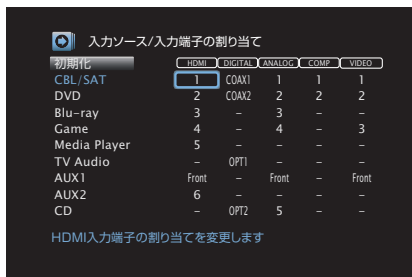 入力ソース/入力端子の割り当て
初期化 HDMI DIGITAL ANALOG COMP VIDEO
CBL/SAT 1 COAX1 1 1 1
DVD 2 COAX2 2 2 2
Blu-ray 3 – 3 – –
Game 4 – 4 – 3
Media Player 5 – – – –
TV Audio – OPT1 – – –
AUX1 Front – Front – Front
AUX2 6 – – – –
CD – OPT2 5 – –
HDMI入力端子の割り当てを変更します